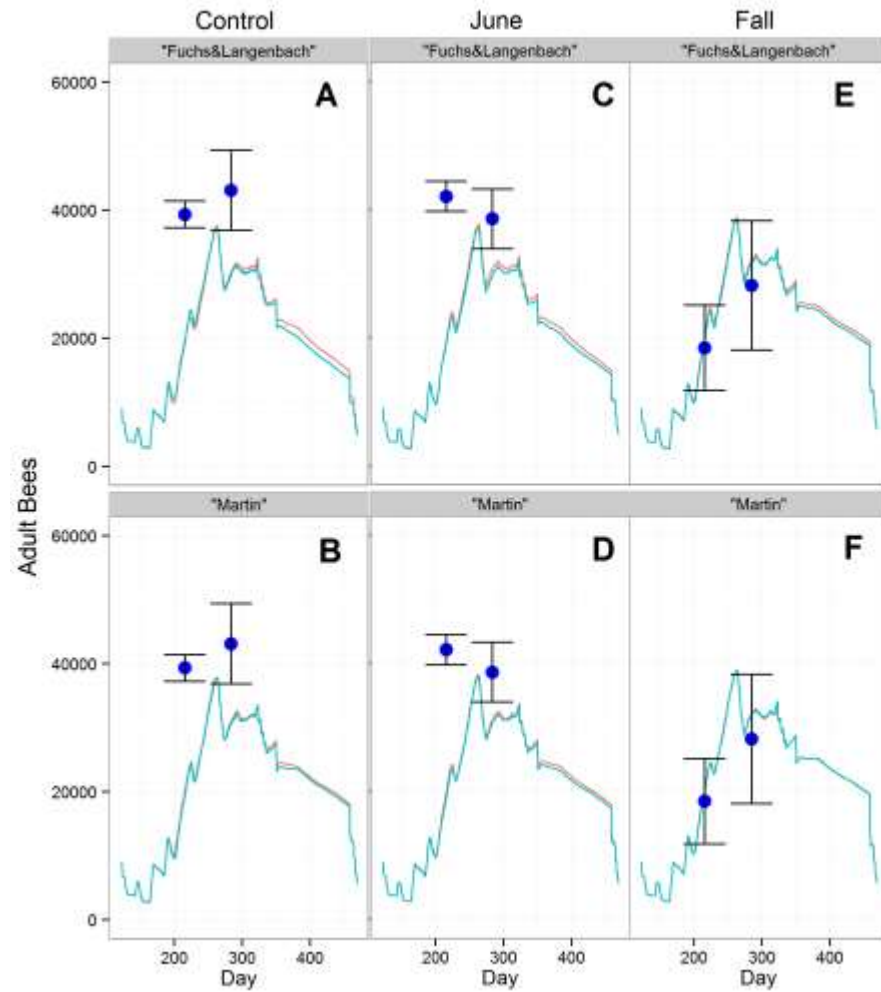 Control June Fall
"Fuchs&Langenbach" "Fuchs&Langenbach" "Fuchs&Langenbach"
A C E
60000
40000
20000
0
Adult Bees
"Martin" "Martin" "Martin"
B D F
60000
40000
20000
0
200 300 400 200 300 400 200 300 400
Day Day Day